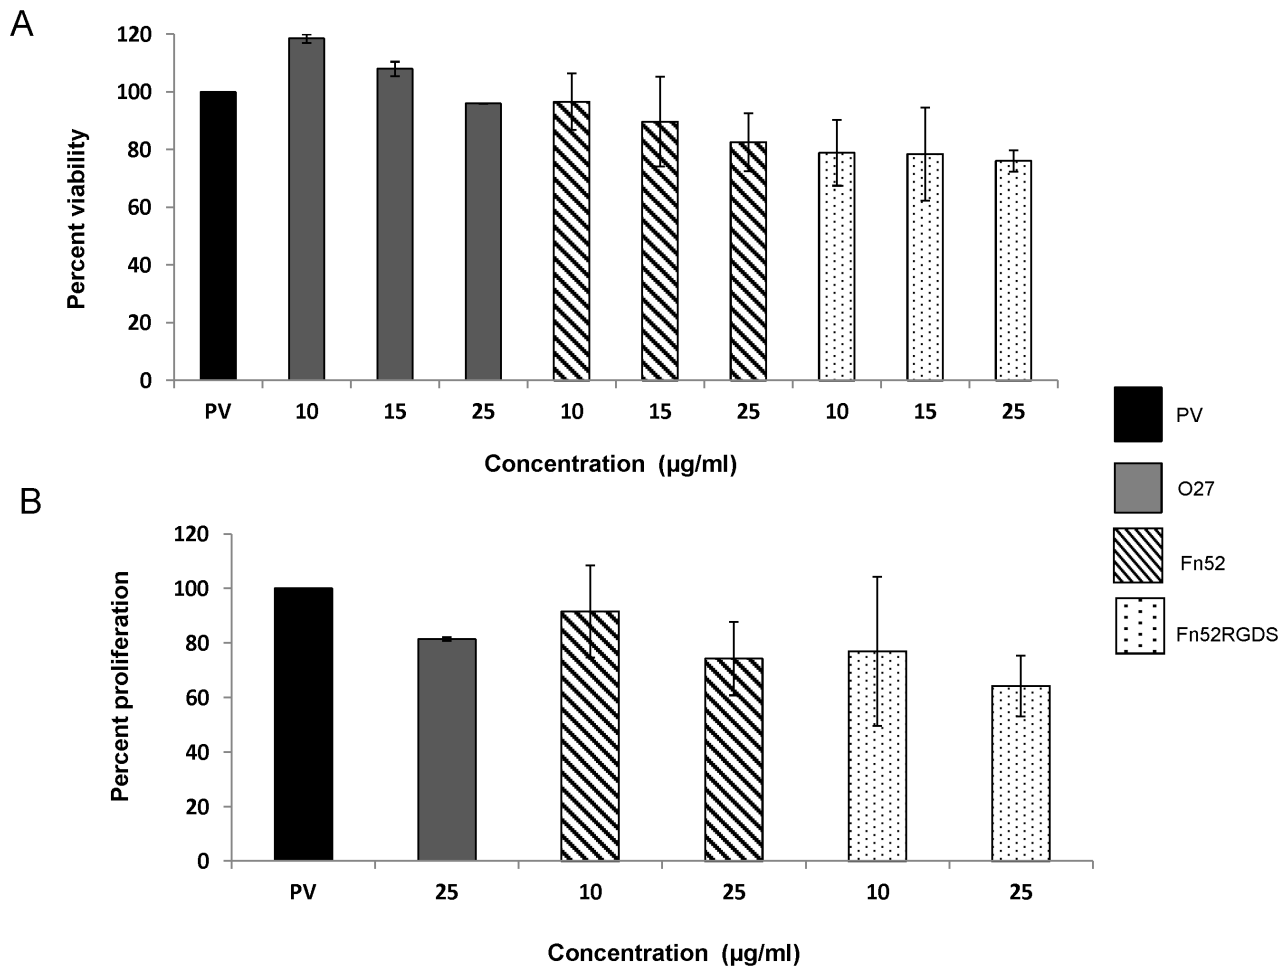 A
120
100
80
60
40
20
0
Percent viability
PV 10 15 25 10 15 25 10 15 25
Concentration (µg/ml)
PV
O27
Fn52
Fn52RGDS
B
120
100
80
60
40
20
0
Percent proliferation
PV 25 10 25 10 25
Concentration (µg/ml)